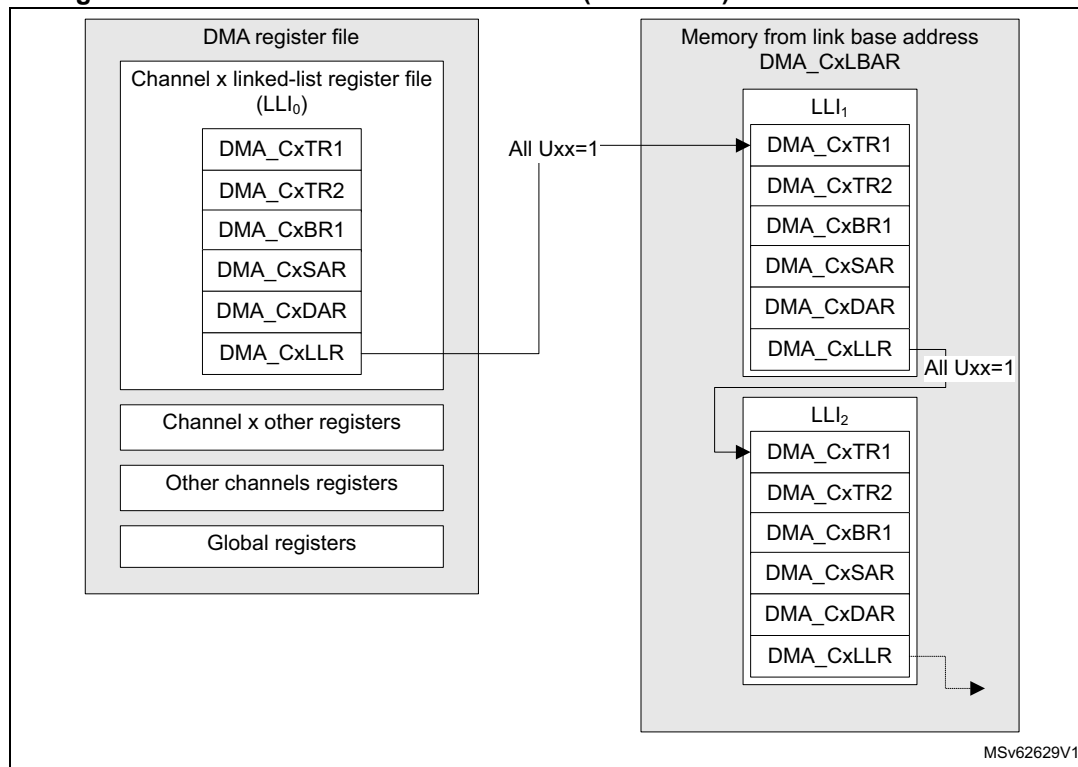 DMA register file
Channel x linked-list register file
(LLI₀)
DMA_CxTR1
DMA_CxTR2
DMA_CxBR1
DMA_CxSAR
DMA_CxDAR
DMA_CxLLR
Channel x other registers
Other channels registers
Global registers
All Uxx=1
Memory from link base address
DMA_CxLBAR
LLI₁
DMA_CxTR1
DMA_CxTR2
DMA_CxBR1
DMA_CxSAR
DMA_CxDAR
DMA_CxLLR
All Uxx=1
LLI₂
DMA_CxTR1
DMA_CxTR2
DMA_CxBR1
DMA_CxSAR
DMA_CxDAR
DMA_CxLLR
MSv62629V1